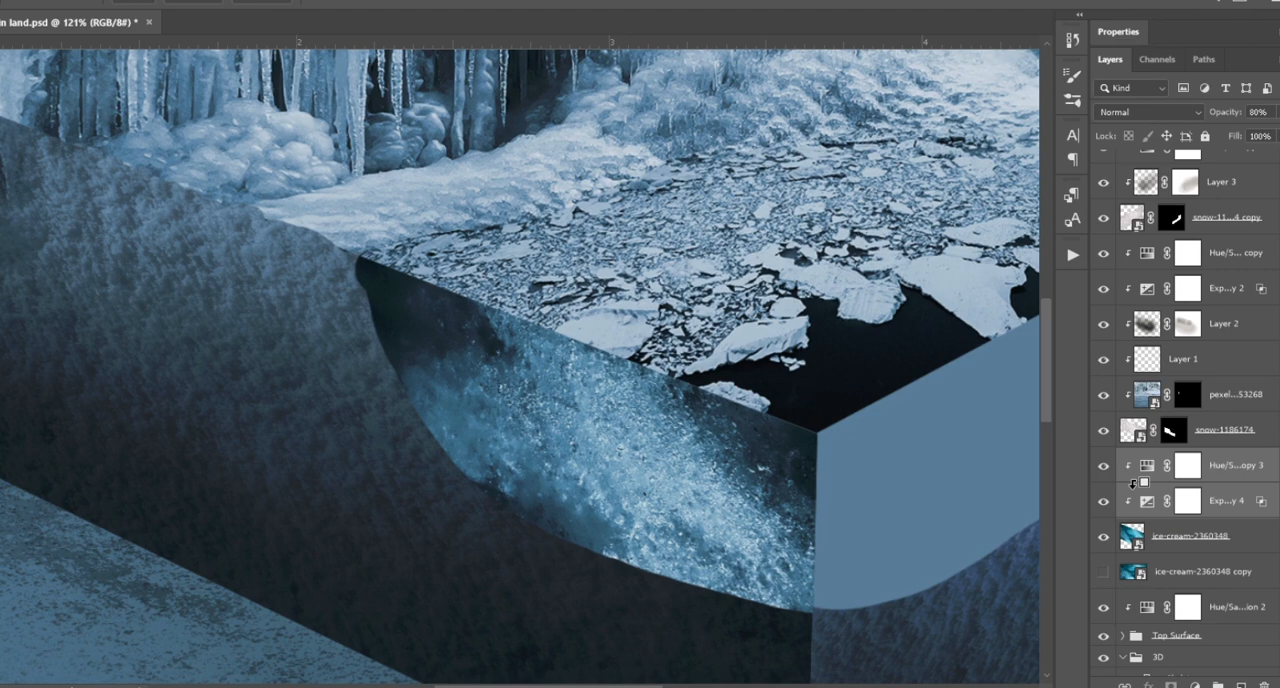 in land.psd @ 121% (RGB/8#) * ×
2 3 4
Properties
Layers Channels Paths
Kind
Normal Opacity: 80%
Lock: Fill: 100%
Layer 3
snow-11...4 copy
Hue/S... copy
Exp...y 2
Layer 2
Layer 1
pexel...53268
snow-1186174
Hue/S...opy 3
Exp...y 4
ice-cream-2360348
ice-cream-2360348 copy
Hue/Sa...ion 2
Top Surface
3D